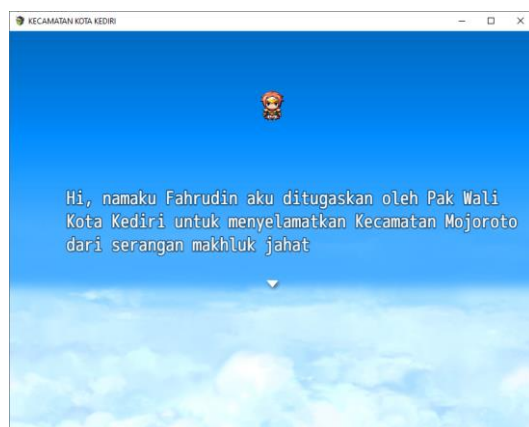 KECAMATAN KOTA KEDIRI
Hi, namaku Fahrudin aku ditugaskan oleh Pak Wali
Kota Kediri untuk menyelamatkan Kecamatan Mojoroto
dari serangan makhluk jahat